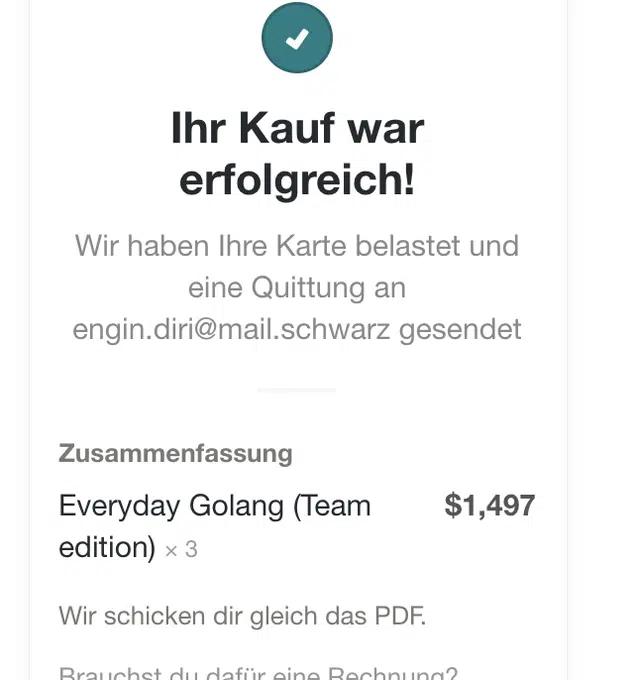 Ihr Kauf war
erfolgreich!
Wir haben Ihre Karte belastet und
eine Quittung an
engin.diri@mail.schwarz gesendet
Zusammenfassung
Everyday Golang (Team $1,497
edition) × 3
Wir schicken dir gleich das PDF.
Brauchst du dafür eine Rechnung?